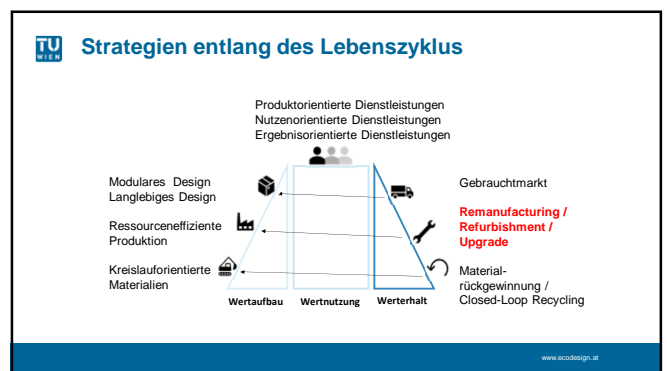 TU
WIEN
Strategien entlang des Lebenszyklus
Produktorientierte Dienstleistungen
Nutzenorientierte Dienstleistungen
Ergebnisorientierte Dienstleistungen
Modulares Design
Langlebiges Design
Ressourceneffiziente
Produktion
Kreislauforientierte
Materialien
Gebrauchtmarkt
Remanufacturing /
Refurbishment /
Upgrade
Material-
rückgewinnung /
Closed-Loop Recycling
Wertaufbau
Wertnutzung
Werterhalt
www.ecodesign.at